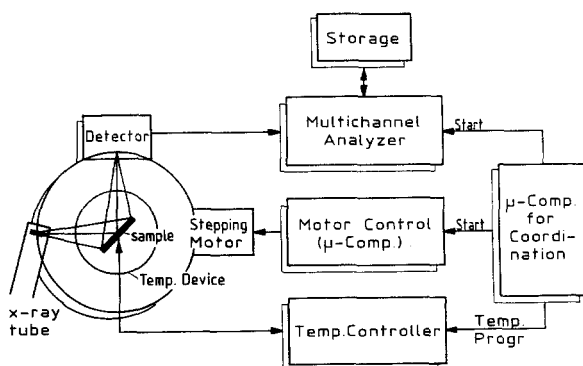 Storage
Detector
Multichannel
Analyzer
Start
sample
Stepping
Motor
Motor Control
(μ-Comp.)
Start
μ-Comp.
for
Coordi-
nation
Temp. Device
x-ray
tube
Temp.Controller
Temp.
Progr